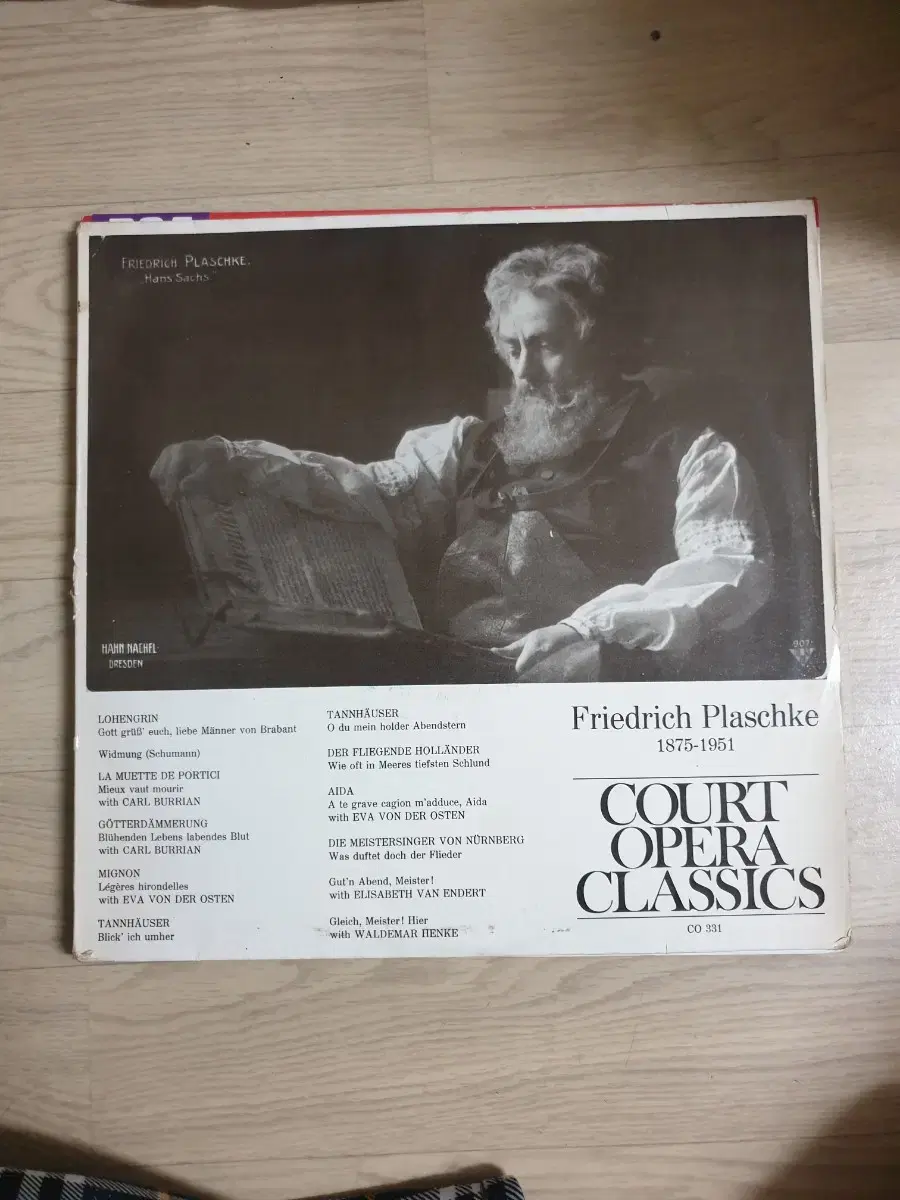 FRIEDRICH PLASCHKE.
"Hans Sachs"
HAHN NACHFL
DRESDEN
907
LOHENGRIN
Gott grüß' euch, liebe Männer von Brabant
Widmung (Schumann)
LA MUETTE DE PORTICI
Mieux vaut mourir
with CARL BURRIAN
GÖTTERDÄMMERUNG
Blühenden Lebens labendes Blut
with CARL BURRIAN
MIGNON
Légères hirondelles
with EVA VON DER OSTEN
TANNHÄUSER
Blick' ich umher
TANNHÄUSER
O du mein holder Abendstern
DER FLIEGENDE HOLLÄNDER
Wie oft in Meeres tiefsten Schlund
AIDA
A te grave cagion m'adduce, Aida
with EVA VON DER OSTEN
DIE MEISTERSINGER VON NÜRNBERG
Was duftet doch der Flieder
Gut'n Abend, Meister!
with ELISABETH VAN ENDERT
Gleich, Meister! Hier
with WALDEMAR HENKE
Friedrich Plaschke
1875-1951
COURT
OPERA
CLASSICS
CO 331